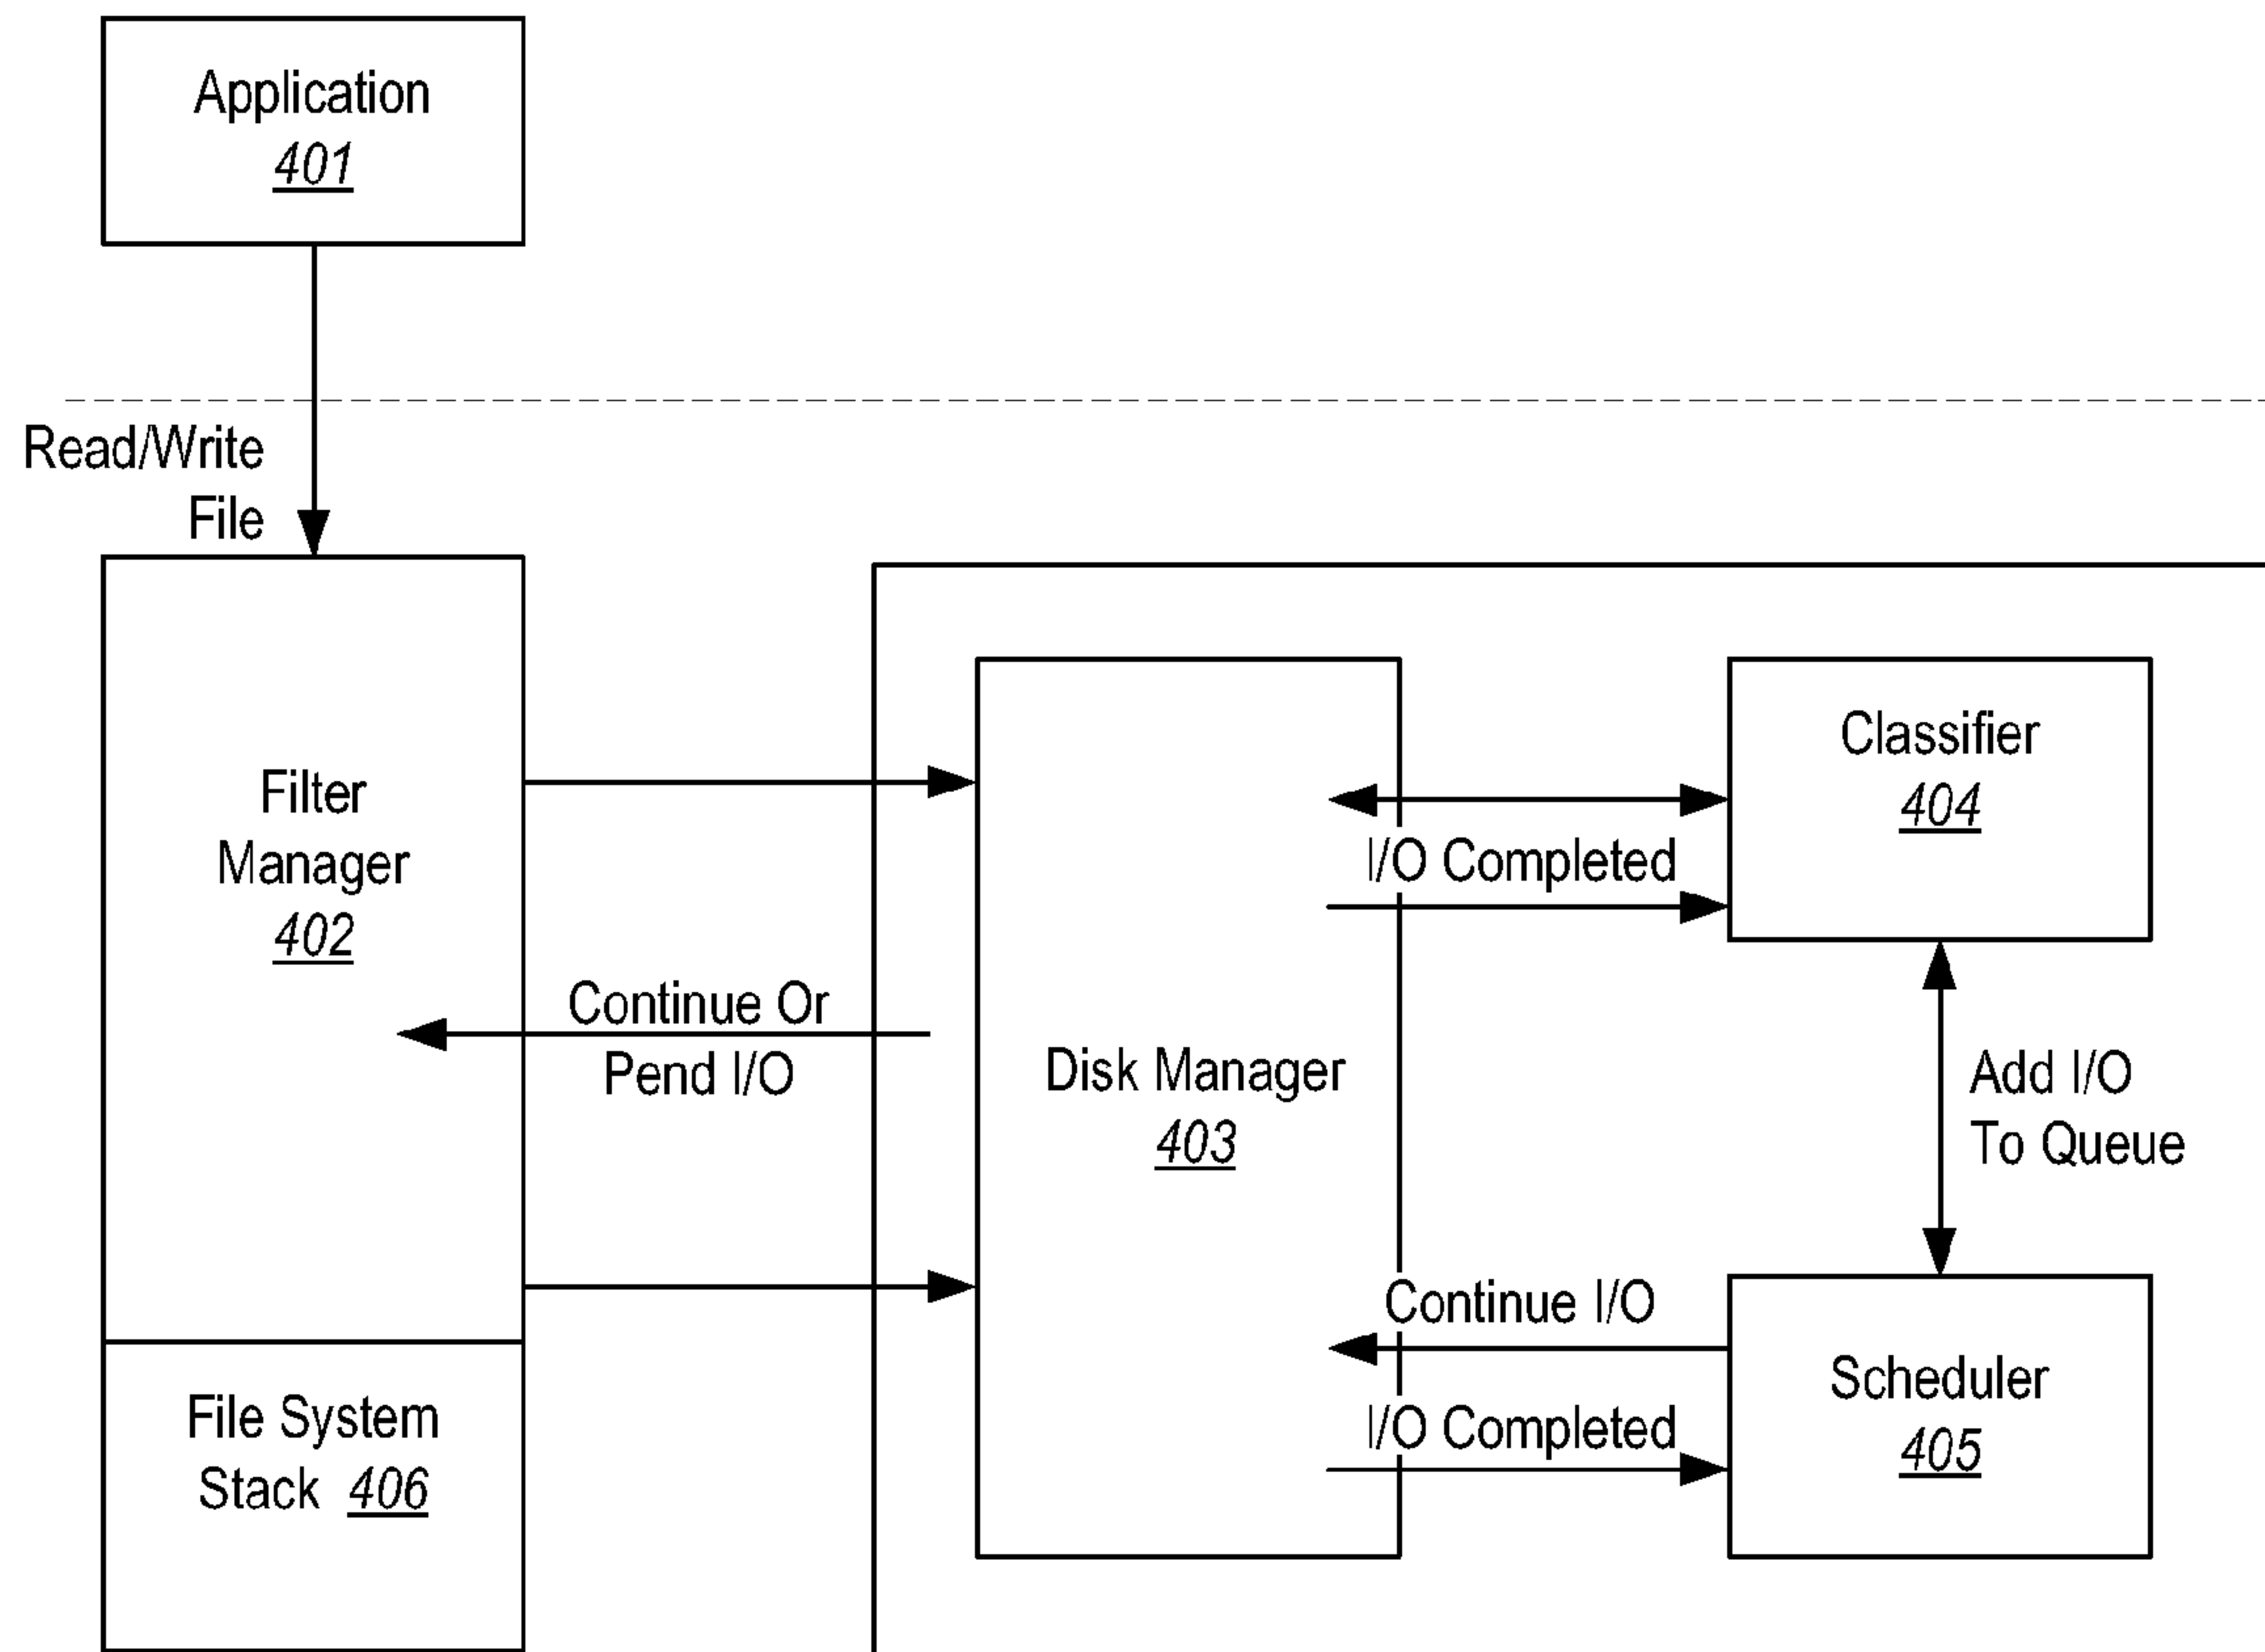 Application
401
Read/Write
File
Filter
Manager
402
Continue Or
Pend I/O
File System
Stack 406
Disk Manager
403
Classifier
404
I/O Completed
Add I/O
To Queue
Continue I/O
I/O Completed
Scheduler
405